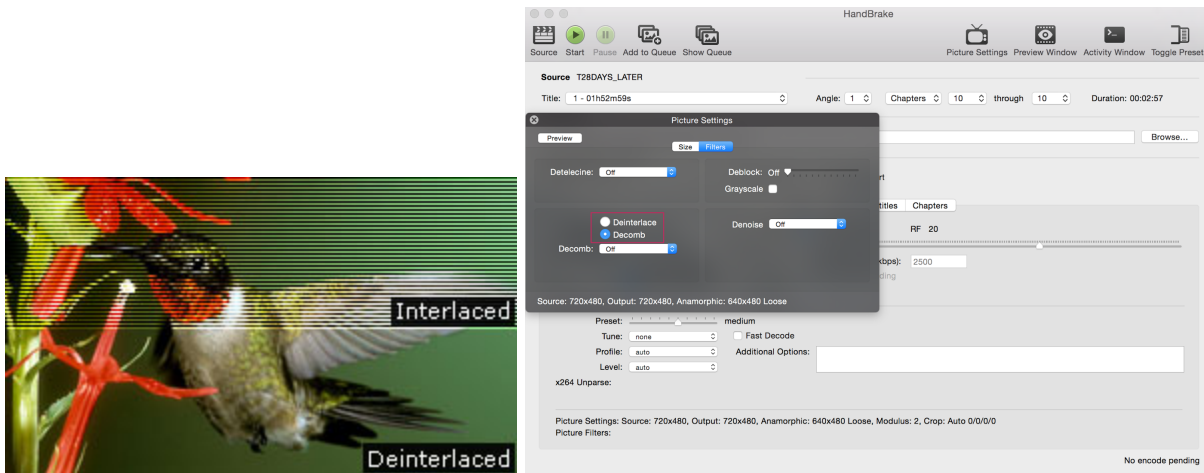 Interlaced
Deinterlaced
HandBrake
Source Start Pause Add to Queue Show Queue Picture Settings Preview Window Activity Window Toggle Preset
Source T28DAYS_LATER
Title: 1 - 01h52m59s Angle: 1 Chapters 10 through 10 Duration: 00:02:57
Picture Settings
Preview
Browse...
Size Filters
Detelecine: Off Deblock: Off
Grayscale
Chapters
Deinterlace
Decomb
Denoise Off
RF 20
Decomb: Off
2500
Source: 720x480, Output: 720x480, Anamorphic: 640x480 Loose
Preset: medium
Tune: none Fast Decode
Profile: auto Additional Options:
Level: auto
x264 Unparse:
Picture Settings: Source: 720x480, Output: 720x480, Anamorphic: 640x480 Loose, Modulus: 2, Crop: Auto 0/0/0/0
Picture Filters:
No encode pending